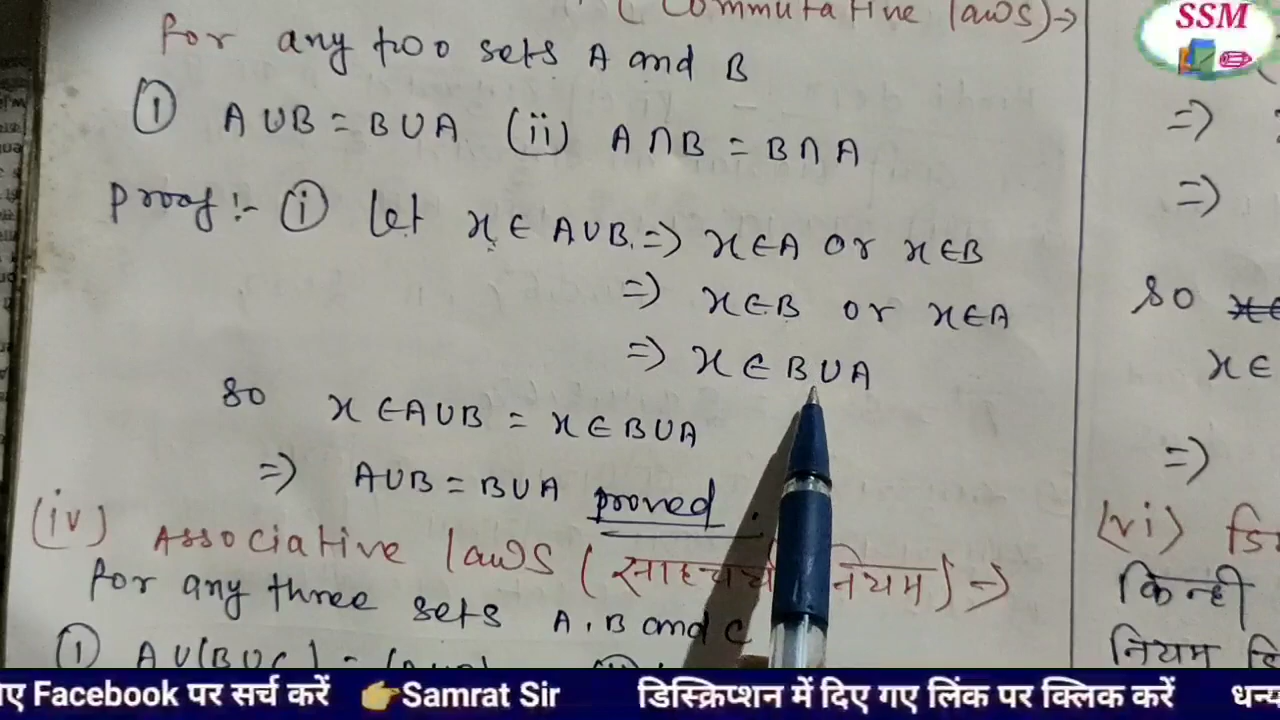 (Commutative laws)→
for any two sets A and B
(i) A∪B = B∪A (ii) A∩B = B∩A
Proof:- (i) Let x∈A∪B ⇒ x∈A or x∈B
⇒ x∈B or x∈A
⇒ x∈B∪A
So x∈A∪B = x∈B∪A
⇒ A∪B = B∪A proved.
(iv) Associative laws (साहचर्य नियम)→
for any three sets A, B and C
(i) A∪(B∪C) =
SSM
⇒
⇒
So
x∈
⇒
(vi) डि
किन्ही
नियम
Facebook पर सर्च करें 👉Samrat Sir डिस्क्रिप्शन में दिए गए लिंक पर क्लिक करें